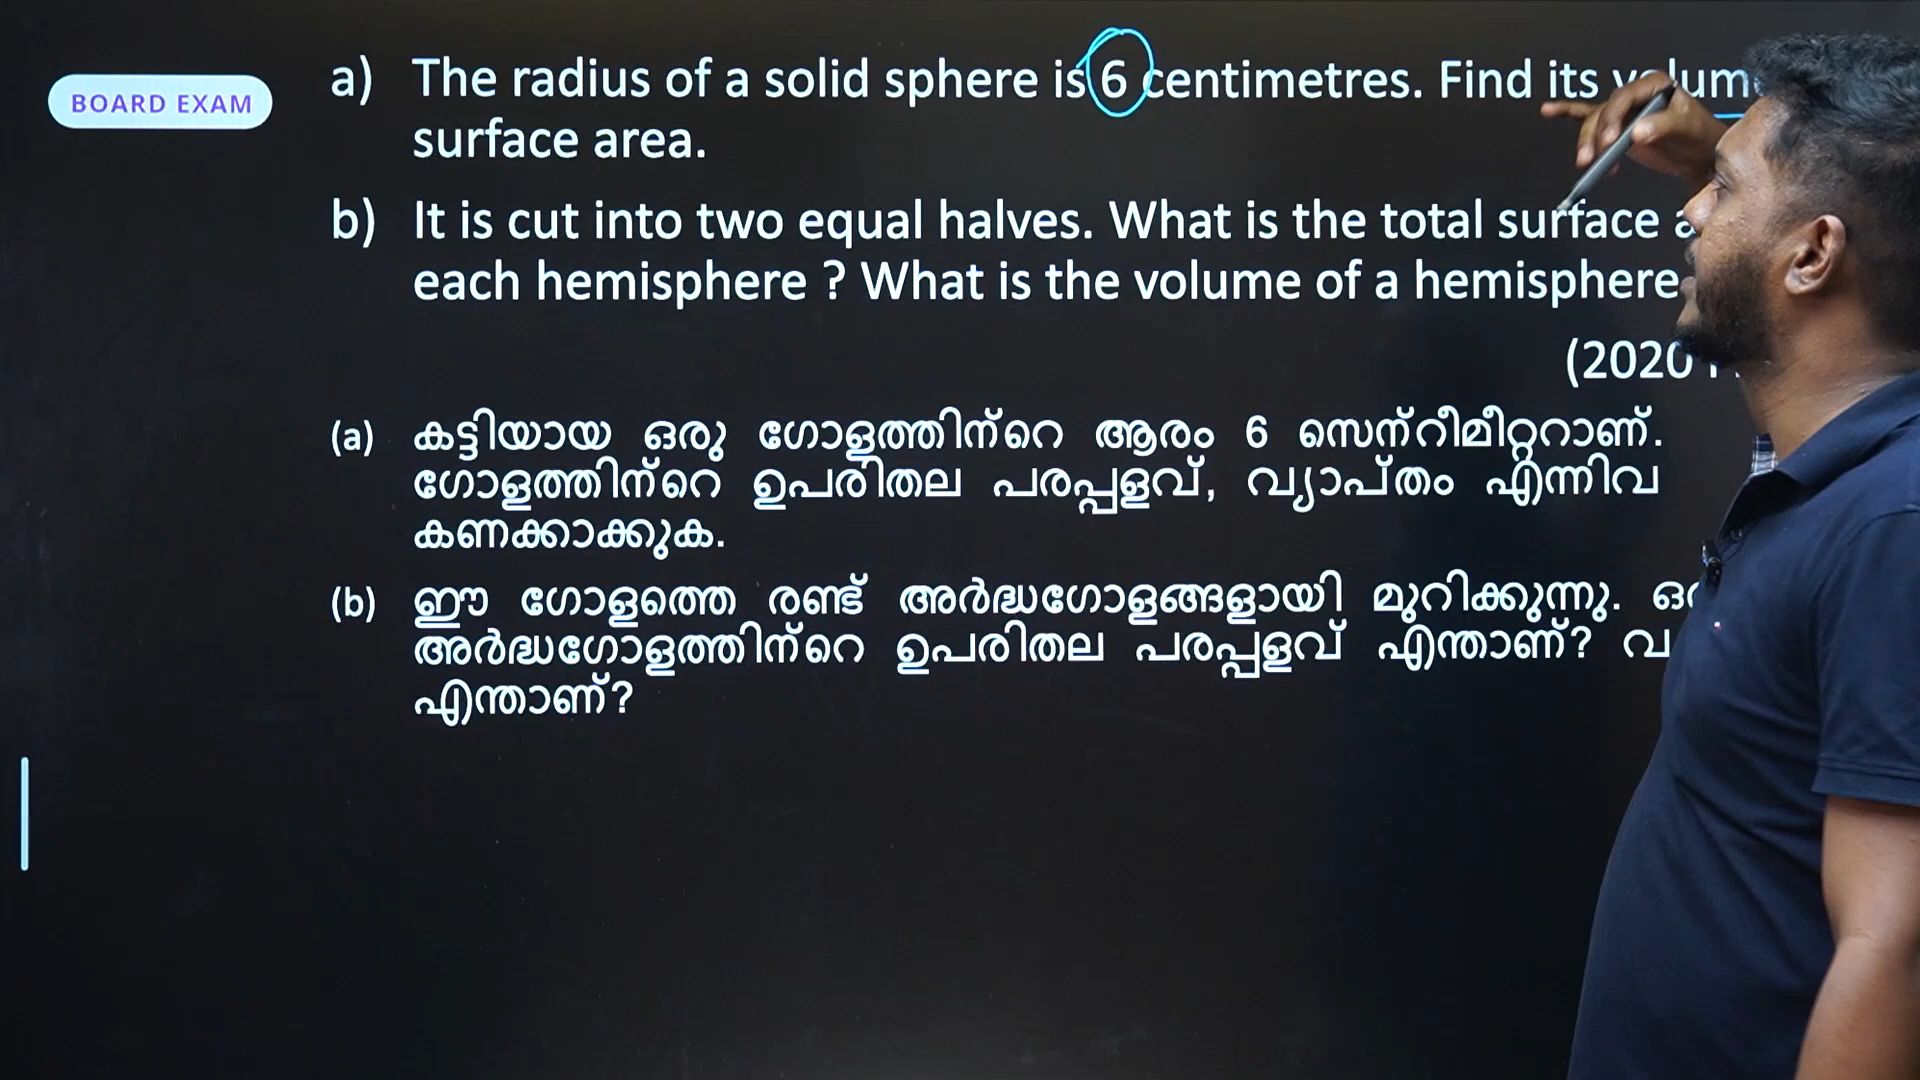 BOARD EXAM
a) The radius of a solid sphere is 6 centimetres. Find its volume
surface area.
b) It is cut into two equal halves. What is the total surface
each hemisphere ? What is the volume of a hemisphere
(2020
(a) കട്ടിയായ ഒരു ഗോളത്തിന്റെ ആരം 6 സെന്റീമീറ്ററാണ്.
ഗോളത്തിന്റെ ഉപരിതല പരപ്പളവ്, വ്യാപ്തം എന്നിവ
കണക്കാക്കുക.
(b) ഈ ഗോളത്തെ രണ്ട് അർദ്ധഗോളങ്ങളായി മുറിക്കുന്നു.
അർദ്ധഗോളത്തിന്റെ ഉപരിതല പരപ്പളവ് എന്താണ്?
എന്താണ്?